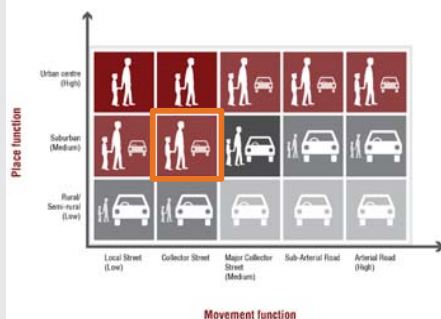 Place function
Urban centre
(High)
Suburban
(Medium)
Rural/
Semi-rural
(Low)
Local Street
(Low)
Collector Street
Major Collector
Street
(Medium)
Sub-Arterial Road
Arterial Road
(High)
Movement function